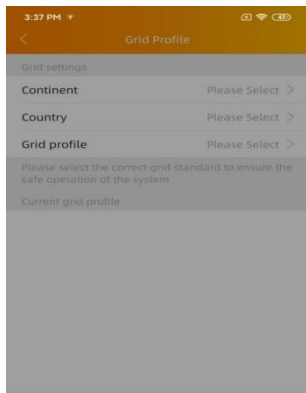 3:37 PM
Grid Profile
Grid settings
Continent Please Select >
Country Please Select >
Grid profile Please Select >
Please select the correct grid standard to ensure the
safe operation of the system
Current grid profile